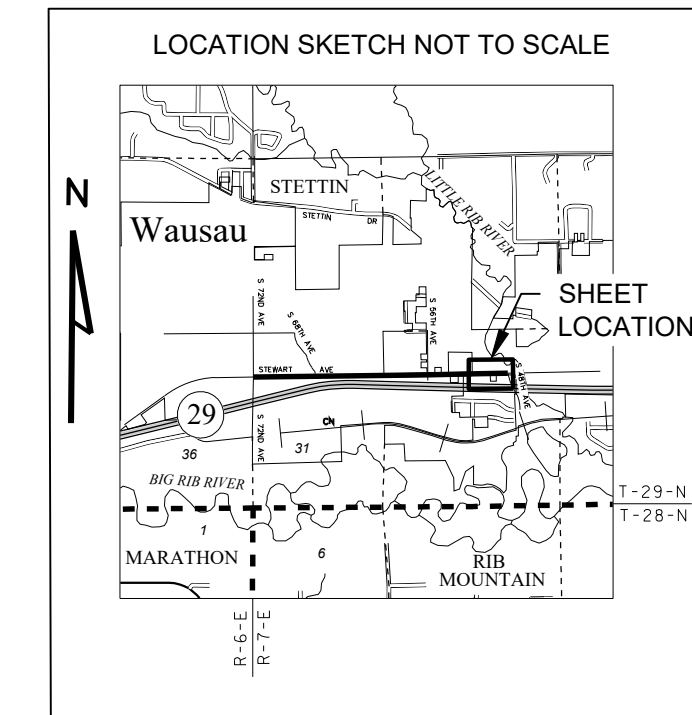 LOCATION SKETCH NOT TO SCALE
N
STETTIN
STETTIN DR
LITTLE RIB RIVER
Wausau
S 72ND AVE
S 68TH AVE
S 56TH AVE
SHEET
LOCATION
STEWART AVE
S 48TH AVE
29
S 72ND AVE
CN
36
31
BIG RIB RIVER
T-29-N
T-28-N
1
6
MARATHON
RIB
MOUNTAIN
R-6-E
R-7-E